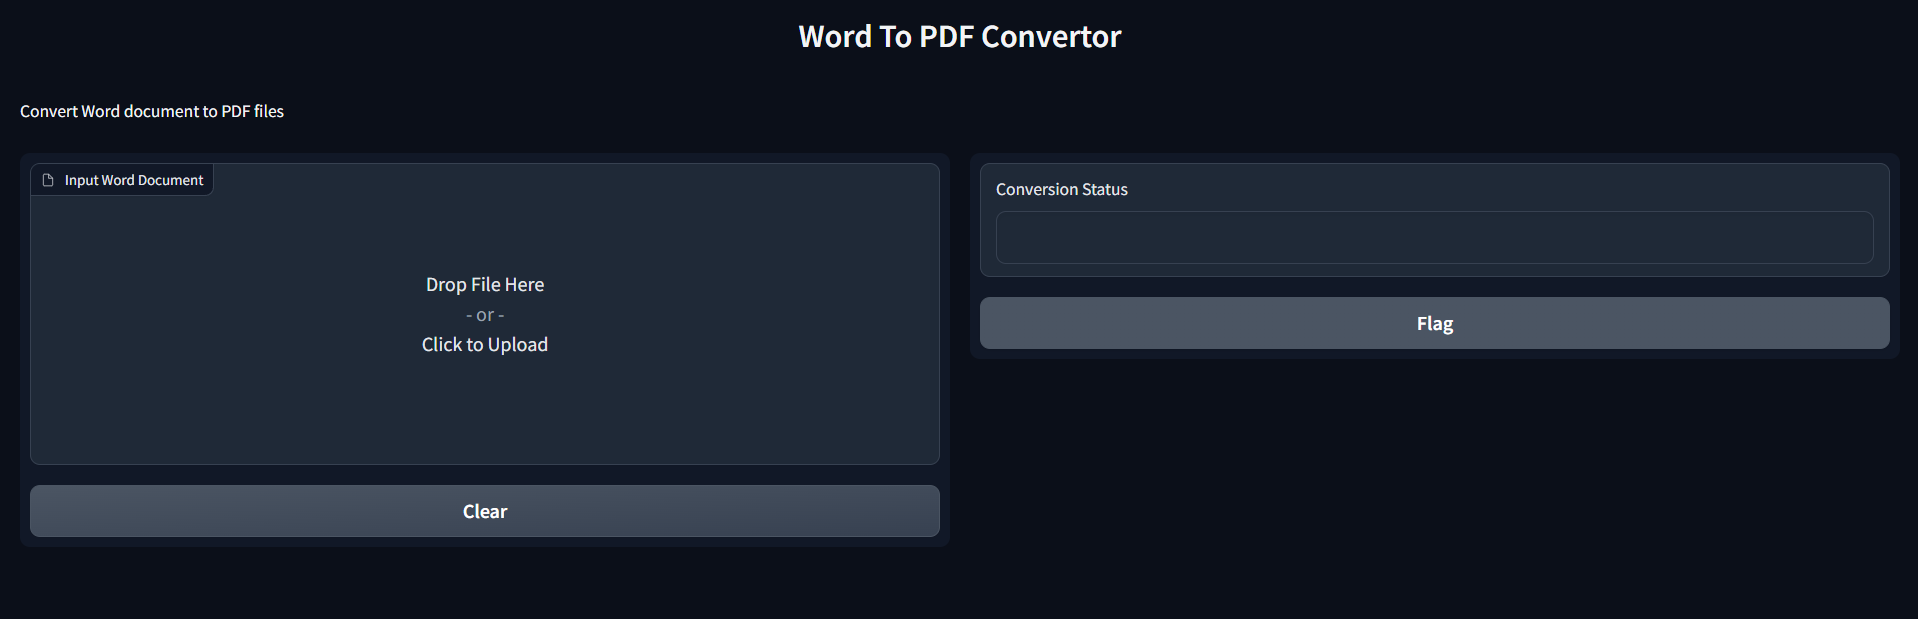 Word To PDF Convertor
Convert Word document to PDF files
Input Word Document
Drop File Here
- or -
Click to Upload
Clear
Conversion Status
Flag